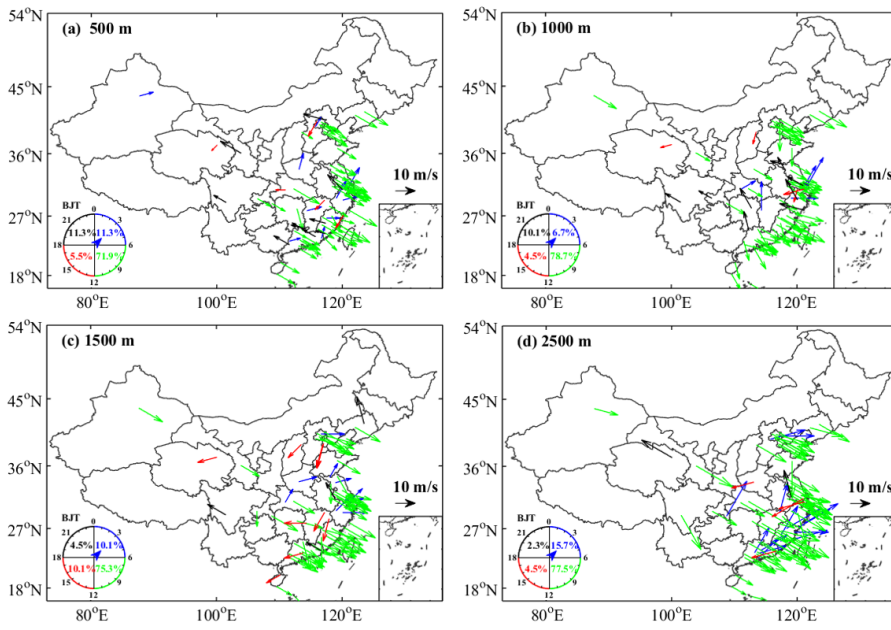 (a) 500 m
54°N
45°N
36°N
27°N
18°N
80°E
100°E
120°E
10 m/s
BJT
0
3
6
9
12
15
18
21
11.3%
11.3%
5.5%
71.9%
(b) 1000 m
54°N
45°N
36°N
27°N
18°N
80°E
100°E
120°E
10 m/s
BJT
0
3
6
9
12
15
18
21
10.1%
6.7%
4.5%
78.7%
(c) 1500 m
54°N
45°N
36°N
27°N
18°N
80°E
100°E
120°E
10 m/s
BJT
0
3
6
9
12
15
18
21
4.5%
10.1%
10.1%
75.3%
(d) 2500 m
54°N
45°N
36°N
27°N
18°N
80°E
100°E
120°E
10 m/s
BJT
0
3
6
9
12
15
18
21
2.3%
15.7%
4.5%
77.5%